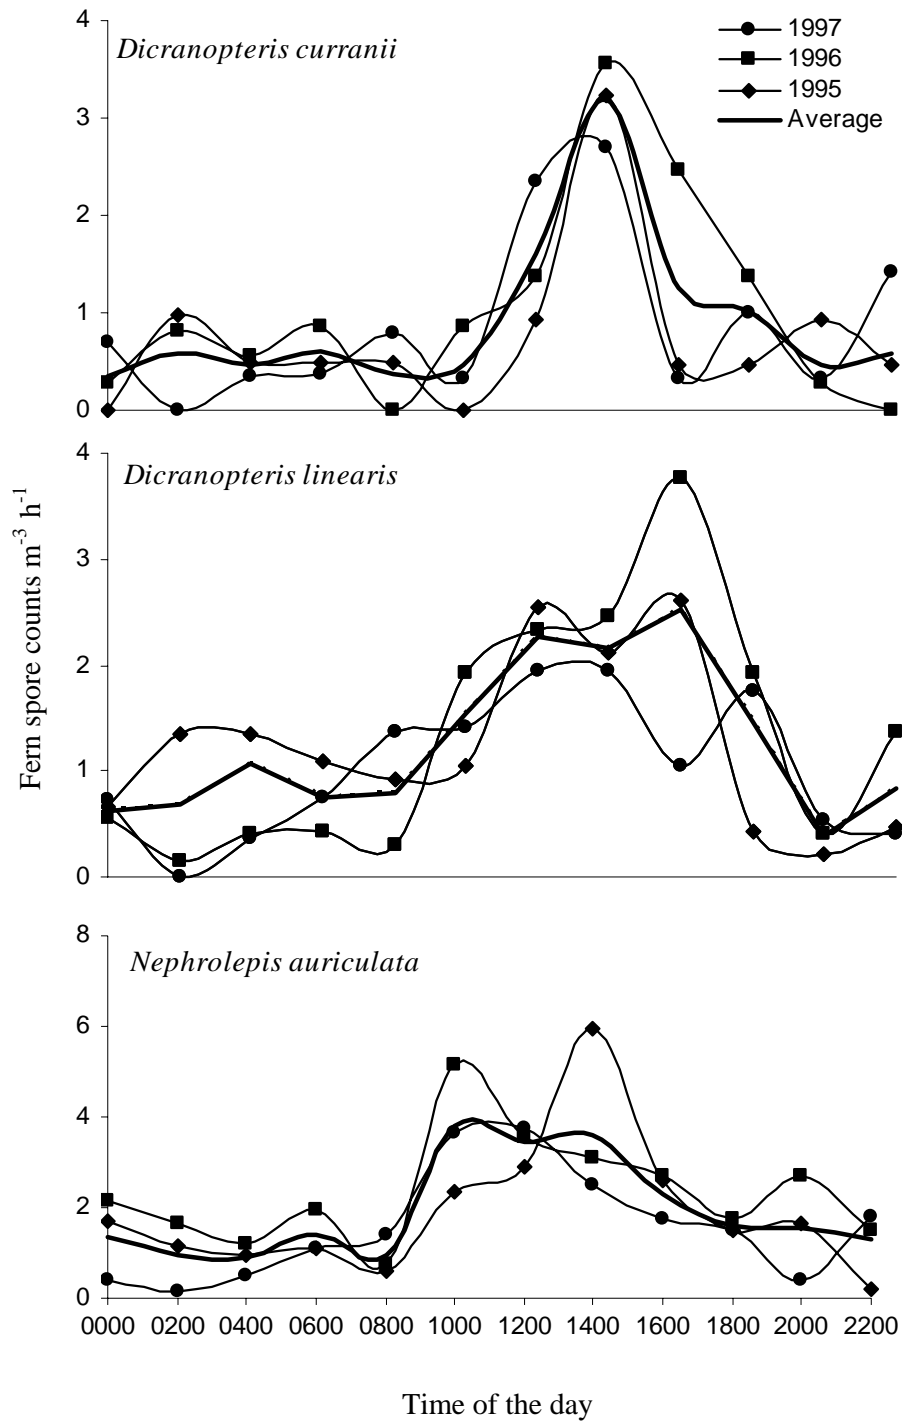 4
Dicranopteris curranii
1997
1996
1995
Average
3
2
1
0
4
Dicranopteris linearis
3
2
1
0
Fern spore counts m⁻³ h⁻¹
8
Nephrolepis auriculata
6
4
2
0
0000 0200 0400 0600 0800 1000 1200 1400 1600 1800 2000 2200
Time of the day